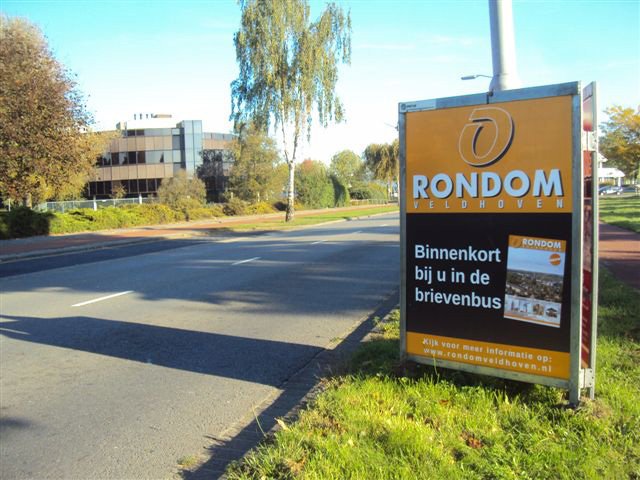 RONDOM
VELDHOVEN
Binnenkort
bij u in de
brievenbus
RONDOM
Kijk voor meer informatie op:
www.rondomveldhoven.nl